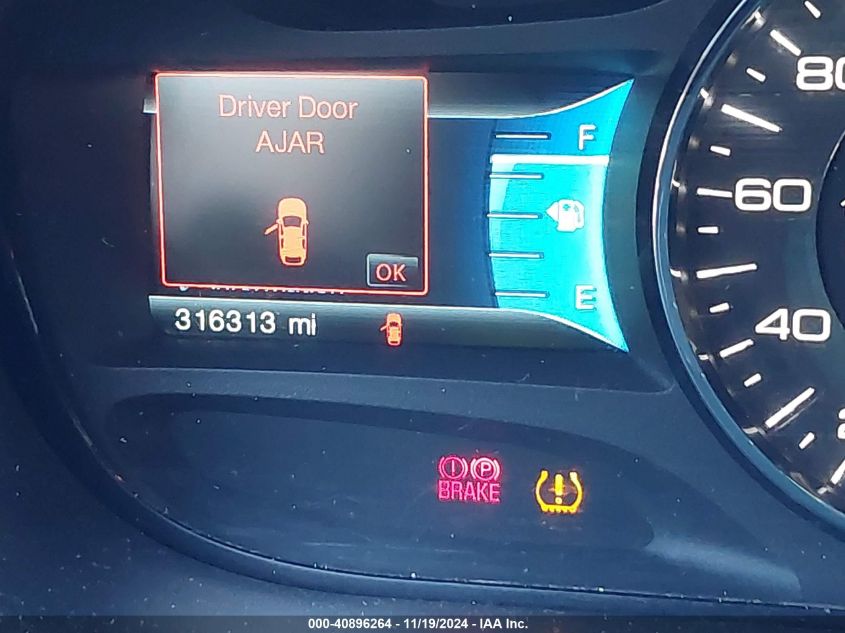 Driver Door
AJAR
OK
F
E
316313 mi
80
60
40
BRAKE
P
000-40896264 - 11/19/2024 - IAA Inc.